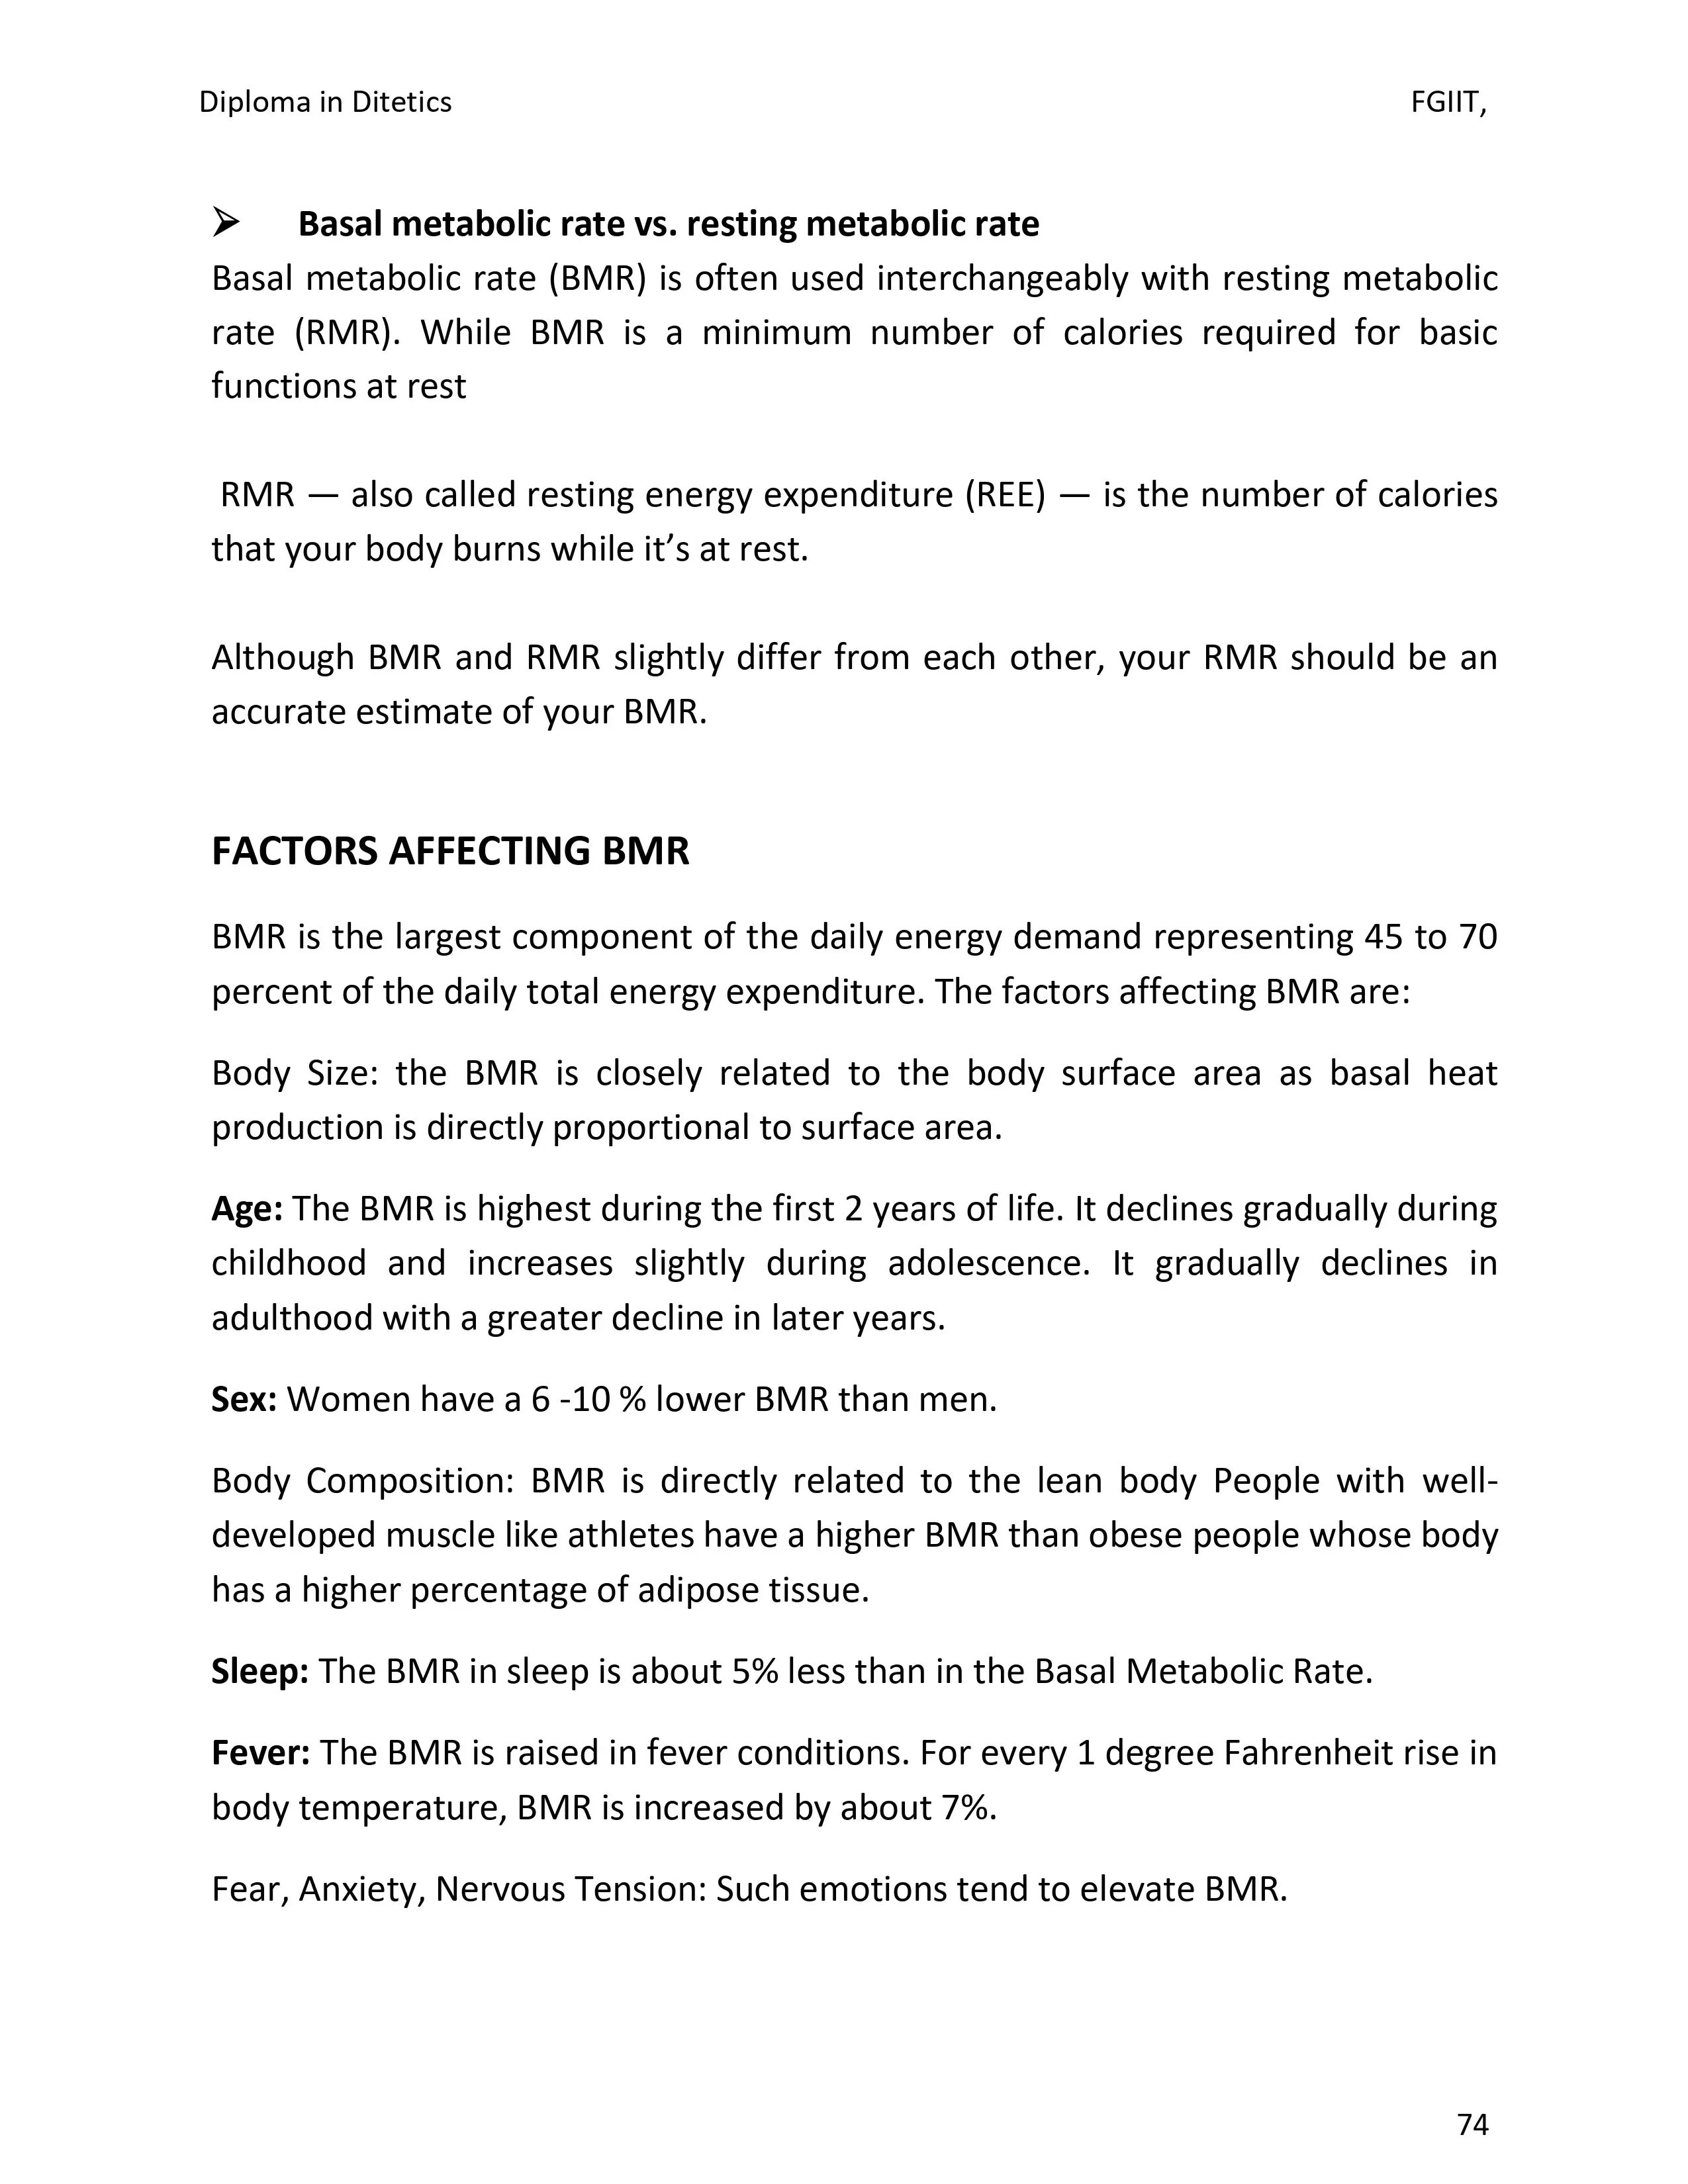 Diploma in Ditetics FGIIT,
➢ Basal metabolic rate vs. resting metabolic rate
Basal metabolic rate (BMR) is often used interchangeably with resting metabolic
rate (RMR). While BMR is a minimum number of calories required for basic
functions at rest
RMR — also called resting energy expenditure (REE) — is the number of calories
that your body burns while it’s at rest.
Although BMR and RMR slightly differ from each other, your RMR should be an
accurate estimate of your BMR.
FACTORS AFFECTING BMR
BMR is the largest component of the daily energy demand representing 45 to 70
percent of the daily total energy expenditure. The factors affecting BMR are:
Body Size: the BMR is closely related to the body surface area as basal heat
production is directly proportional to surface area.
Age: The BMR is highest during the first 2 years of life. It declines gradually during
childhood and increases slightly during adolescence. It gradually declines in
adulthood with a greater decline in later years.
Sex: Women have a 6 -10 % lower BMR than men.
Body Composition: BMR is directly related to the lean body People with well-
developed muscle like athletes have a higher BMR than obese people whose body
has a higher percentage of adipose tissue.
Sleep: The BMR in sleep is about 5% less than in the Basal Metabolic Rate.
Fever: The BMR is raised in fever conditions. For every 1 degree Fahrenheit rise in
body temperature, BMR is increased by about 7%.
Fear, Anxiety, Nervous Tension: Such emotions tend to elevate BMR.
74